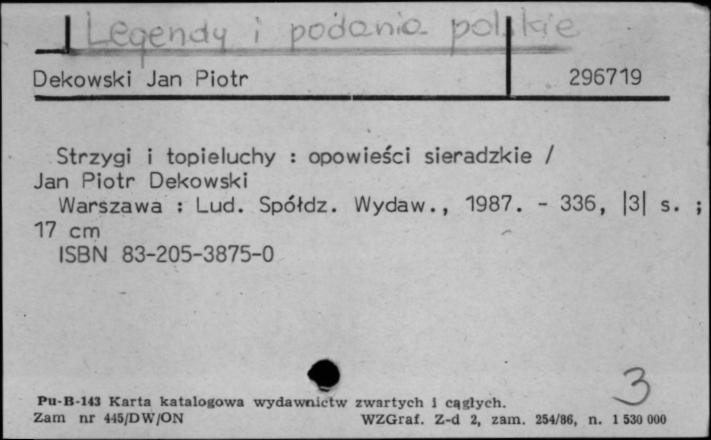 Legendy i podania polskie
Dekowski Jan Piotr 296719
Strzygi i topieluchy : opowieści sieradzkie /
Jan Piotr Dekowski
Warszawa : Lud. Spółdz. Wydaw., 1987. - 336, |3| s. ;
17 cm
ISBN 83-205-3875-0
3
Pu-B-143 Karta katalogowa wydawnictw zwartych i cągłych.
Zam nr 445/DW/ON WZGraf. Z-d 2, zam. 254/86, n. 1 530 000